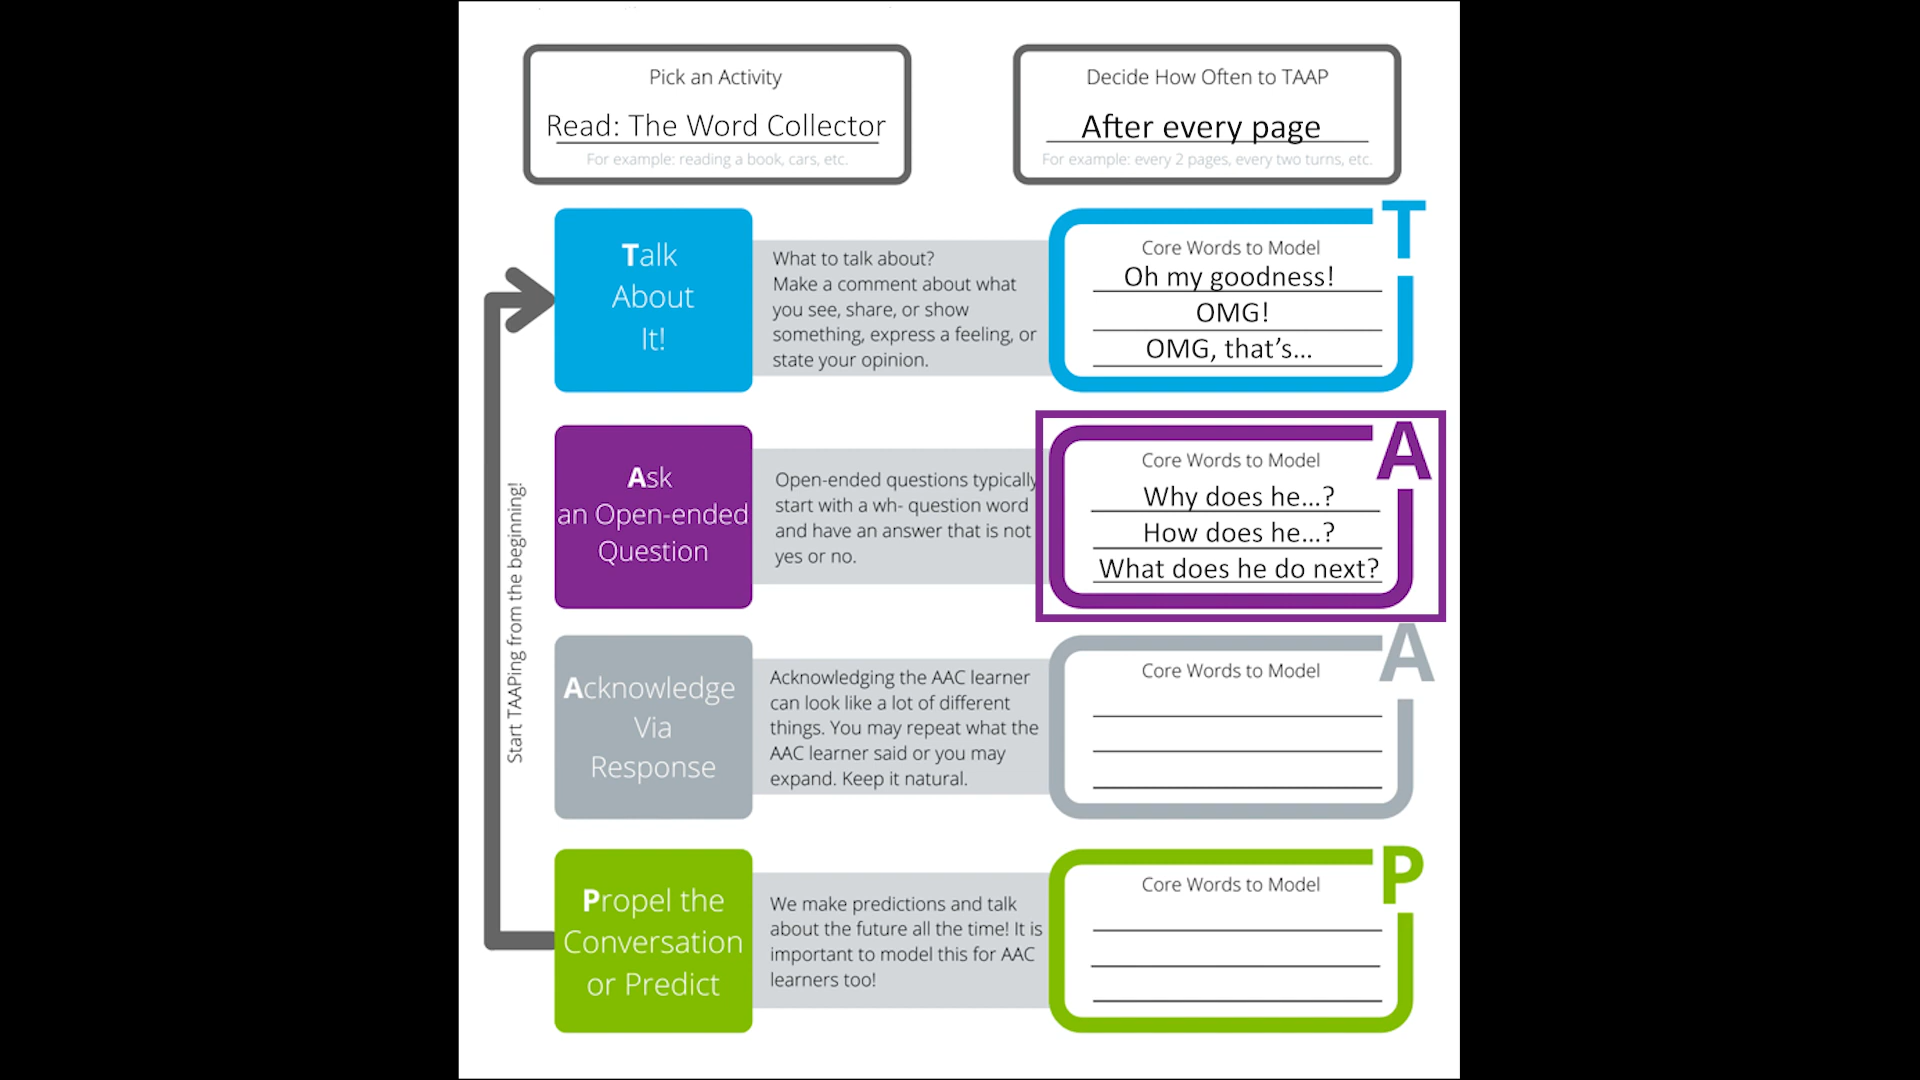 Pick an Activity
Read: The Word Collector
For example: reading a book, cars, etc.
Decide How Often to TAAP
After every page
For example: every 2 pages, every two turns, etc.
Start TAAPing from the beginning!
Talk
About
It!
What to talk about?
Make a comment about what
you see, share, or show
something, express a feeling, or
state your opinion.
T
Core Words to Model
Oh my goodness!
OMG!
OMG, that's...
Ask
an Open-ended
Question
Open-ended questions typically
start with a wh- question word
and have an answer that is not
yes or no.
A
Core Words to Model
Why does he...?
How does he...?
What does he do next?
Acknowledge
Via
Response
Acknowledging the AAC learner
can look like a lot of different
things. You may repeat what the
AAC learner said or you may
expand. Keep it natural.
A
Core Words to Model
Propel the
Conversation
or Predict
We make predictions and talk
about the future all the time! It is
important to model this for AAC
learners too!
P
Core Words to Model